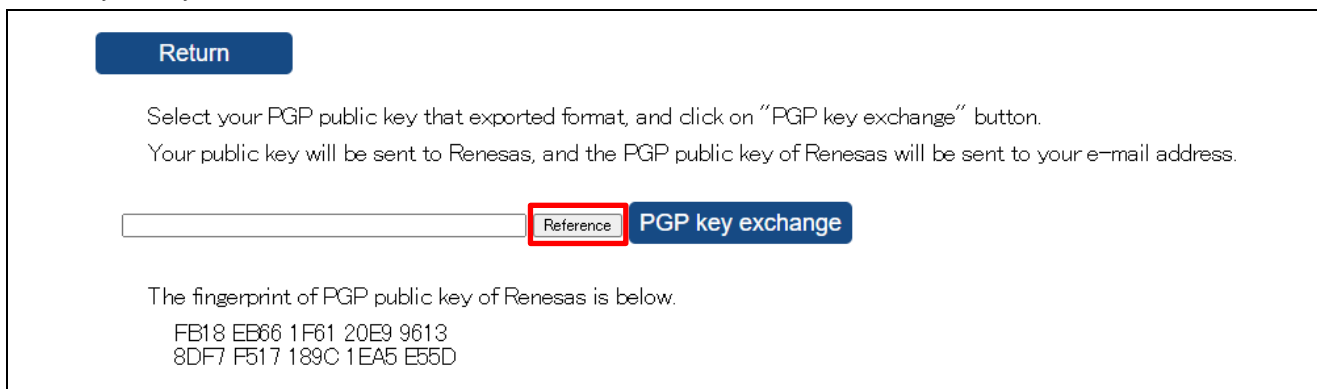 Return
Select your PGP public key that exported format, and click on "PGP key exchange" button.
Your public key will be sent to Renesas, and the PGP public key of Renesas will be sent to your e-mail address.
Reference PGP key exchange
The fingerprint of PGP public key of Renesas is below.
FB18 EB66 1F61 20E9 9613
8DF7 F517 189C 1EA5 E55D